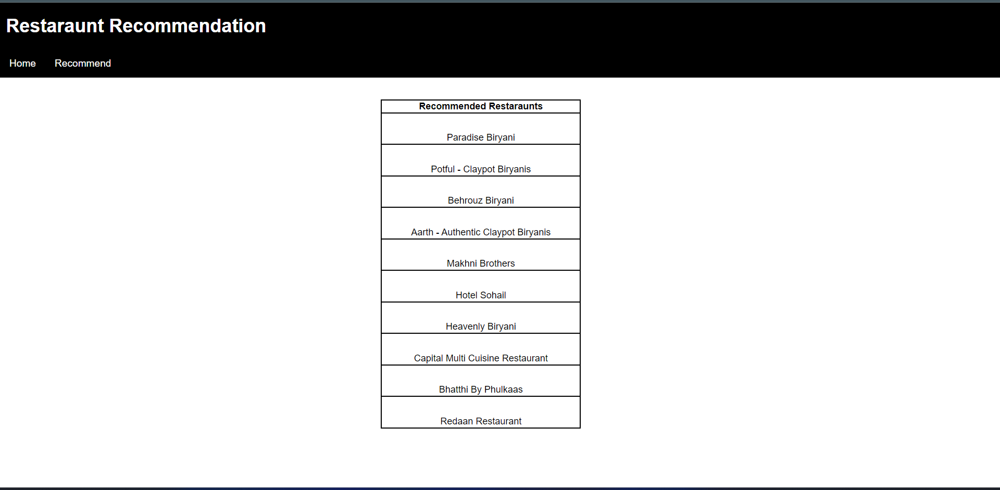 Restaraunt Recommendation
Home Recommend
Recommended Restaraunts
Paradise Biryani
Potful - Claypot Biryanis
Behrouz Biryani
Aarth - Authentic Claypot Biryanis
Makhni Brothers
Hotel Sohail
Heavenly Biryani
Capital Multi Cuisine Restaurant
Bhatthi By Phulkaas
Redaan Restaurant